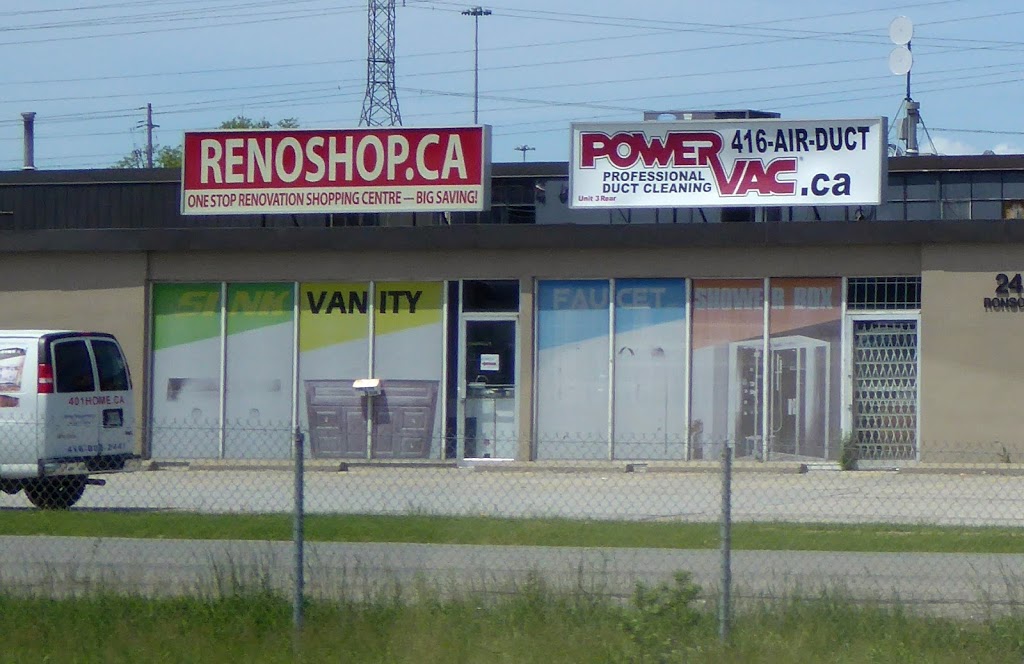 RENOSHOP.CA
ONE STOP RENOVATION SHOPPING CENTRE — BIG SAVING!
POWER VAC.ca
416-AIR-DUCT
PROFESSIONAL
DUCT CLEANING
Unit 3 Rear
SINK
VANITY
FAUCET
SHOWER BOX
24
401HOME.CA